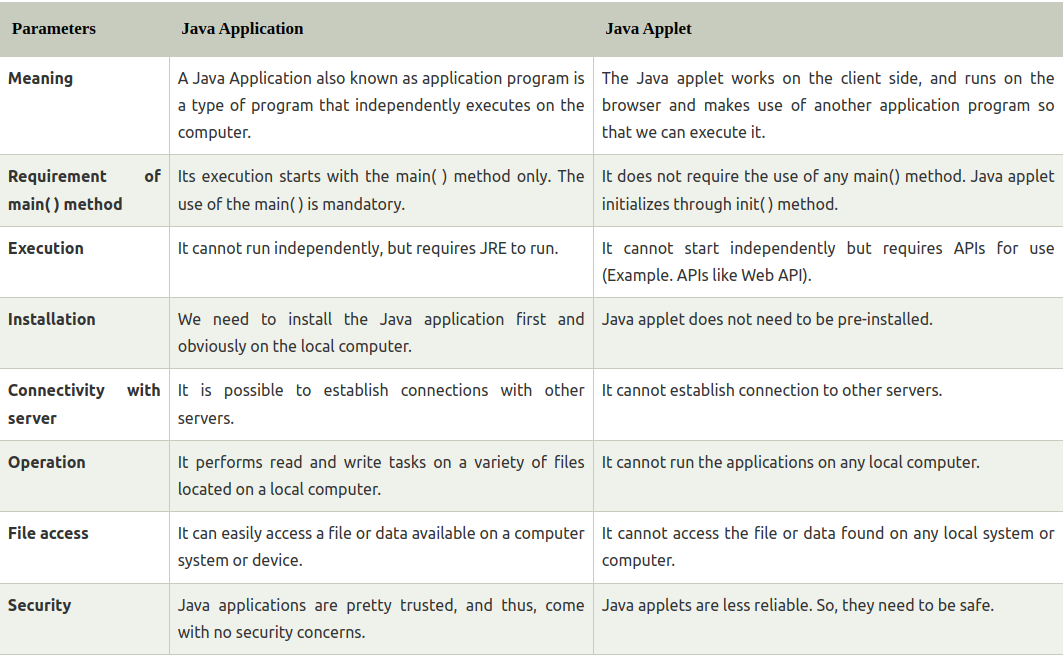 Parameters Java Application Java Applet
Meaning
A Java Application also known as application program is
a type of program that independently executes on the
computer.
The Java applet works on the client side, and runs on the
browser and makes use of another application program so
that we can execute it.
Requirement of
main( ) method
Its execution starts with the main( ) method only. The
use of the main( ) is mandatory.
It does not require the use of any main() method. Java applet
initializes through init( ) method.
Execution
It cannot run independently, but requires JRE to run.
It cannot start independently but requires APIs for use
(Example. APIs like Web API).
Installation
We need to install the Java application first and
obviously on the local computer.
Java applet does not need to be pre-installed.
Connectivity with
server
It is possible to establish connections with other
servers.
It cannot establish connection to other servers.
Operation
It performs read and write tasks on a variety of files
located on a local computer.
It cannot run the applications on any local computer.
File access
It can easily access a file or data available on a computer
system or device.
It cannot access the file or data found on any local system or
computer.
Security
Java applications are pretty trusted, and thus, come
with no security concerns.
Java applets are less reliable. So, they need to be safe.